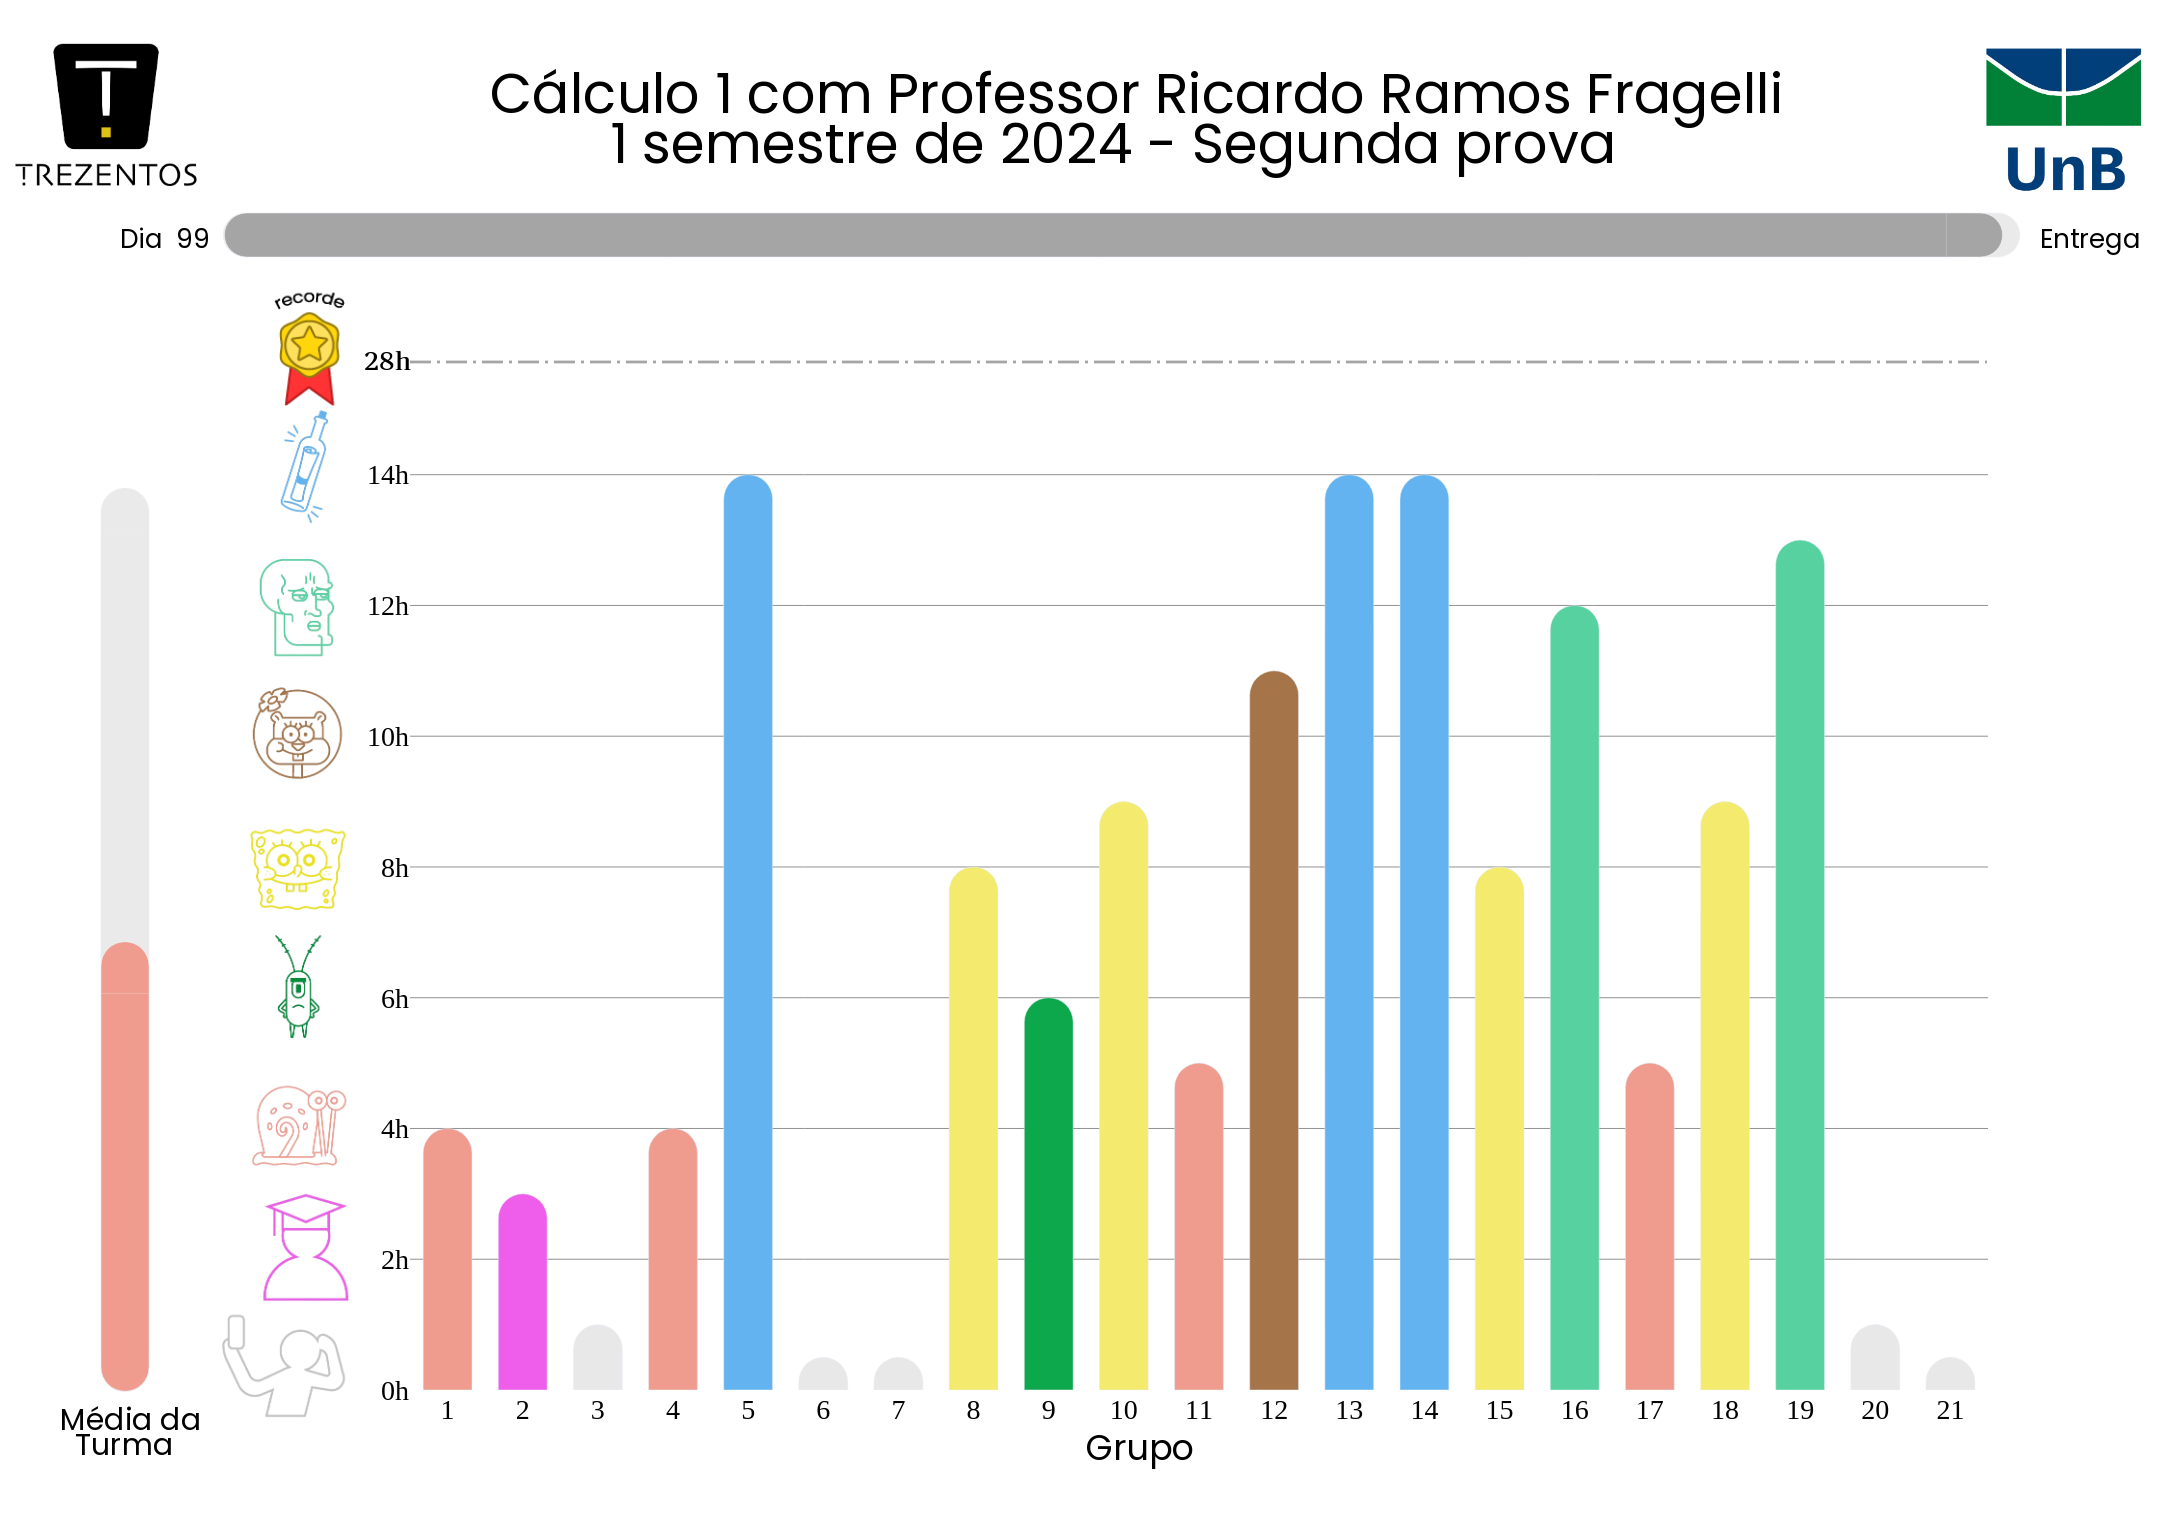 TREZENTOS
Cálculo 1 com Professor Ricardo Ramos Fragelli
1 semestre de 2024 - Segunda prova
UnB
Dia 99
Entrega
recorde
28h
14h
12h
10h
8h
6h
4h
2h
0h
1 2 3 4 5 6 7 8 9 10 11 12 13 14 15 16 17 18 19 20 21
Grupo
Média da
Turma